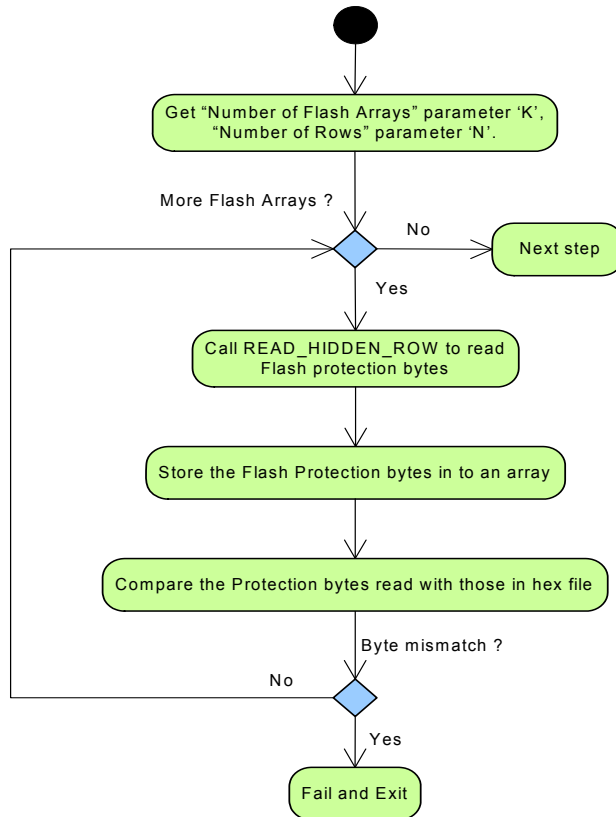 Get “Number of Flash Arrays” parameter ‘K’,
“Number of Rows” parameter ‘N’.
More Flash Arrays ?
No
Next step
Yes
Call READ_HIDDEN_ROW to read
Flash protection bytes
Store the Flash Protection bytes in to an array
Compare the Protection bytes read with those in hex file
Byte mismatch ?
No
Yes
Fail and Exit